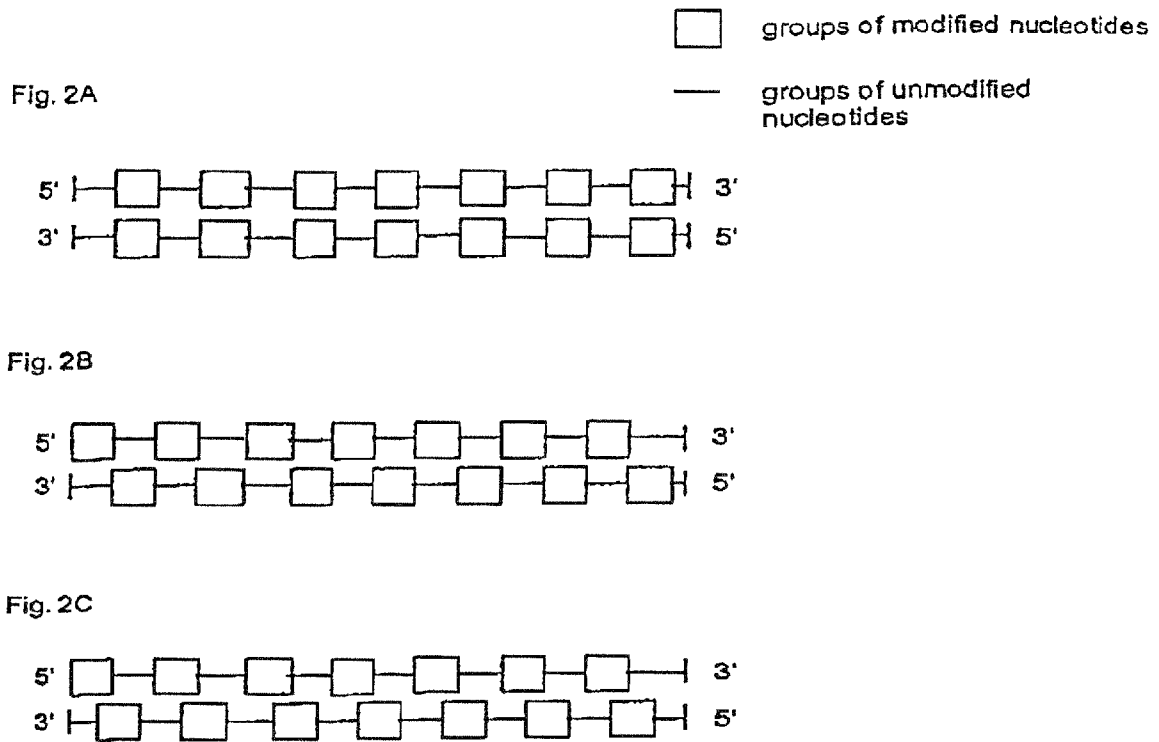 groups of modified nucleotides
groups of unmodified
nucleotides
Fig. 2A
5' 3'
3' 5'
Fig. 2B
5' 3'
3' 5'
Fig. 2C
5' 3'
3' 5'